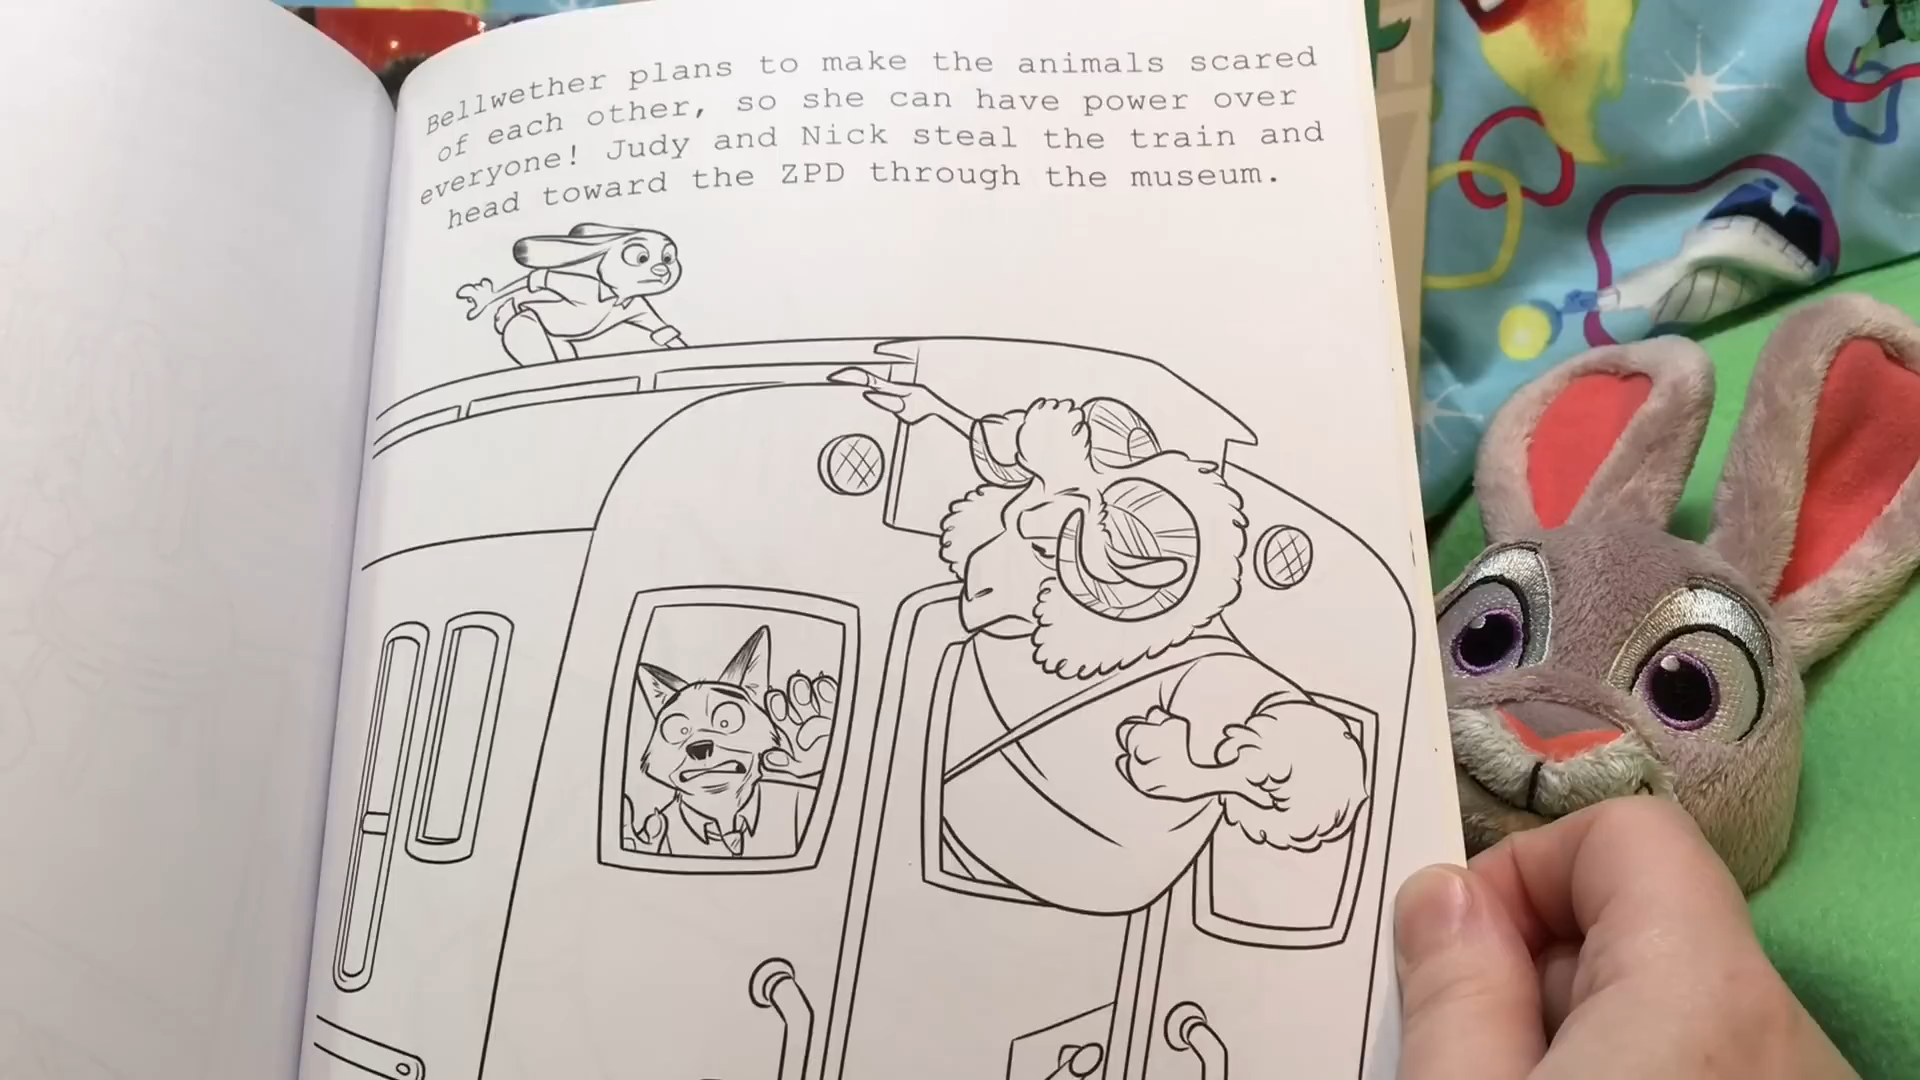 Bellwether plans to make the animals scared
of each other, so she can have power over
everyone! Judy and Nick steal the train and
head toward the ZPD through the museum.